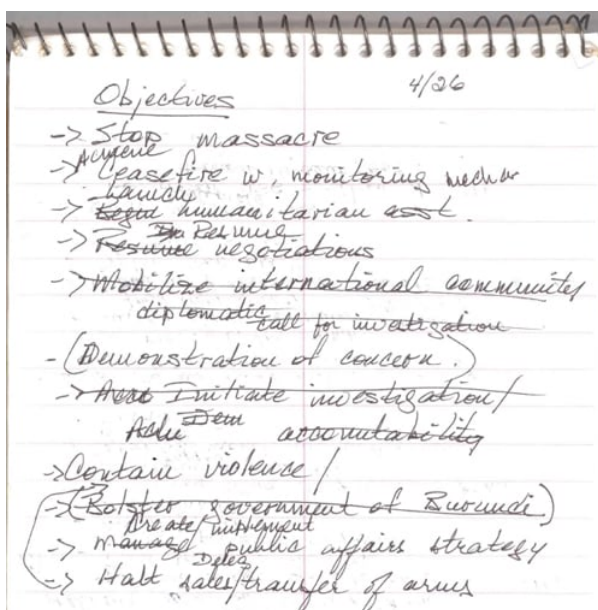 4/26
Objectives
-> Stop massacre
Achieve
-> Ceasefire w. monitoring
Launch
-> Begin humanitarian asst.
Resume
-> Resume negotiations
-> Mobilize international community
diplomatic call for investigation
- (Demonstration of concern.)
-> Initiate investigation/
accountability
-> Contain violence/
-> (Bolster government of Burundi)
Create/implement
-> manage public affairs strategy
-> Halt sales/transfer of arms